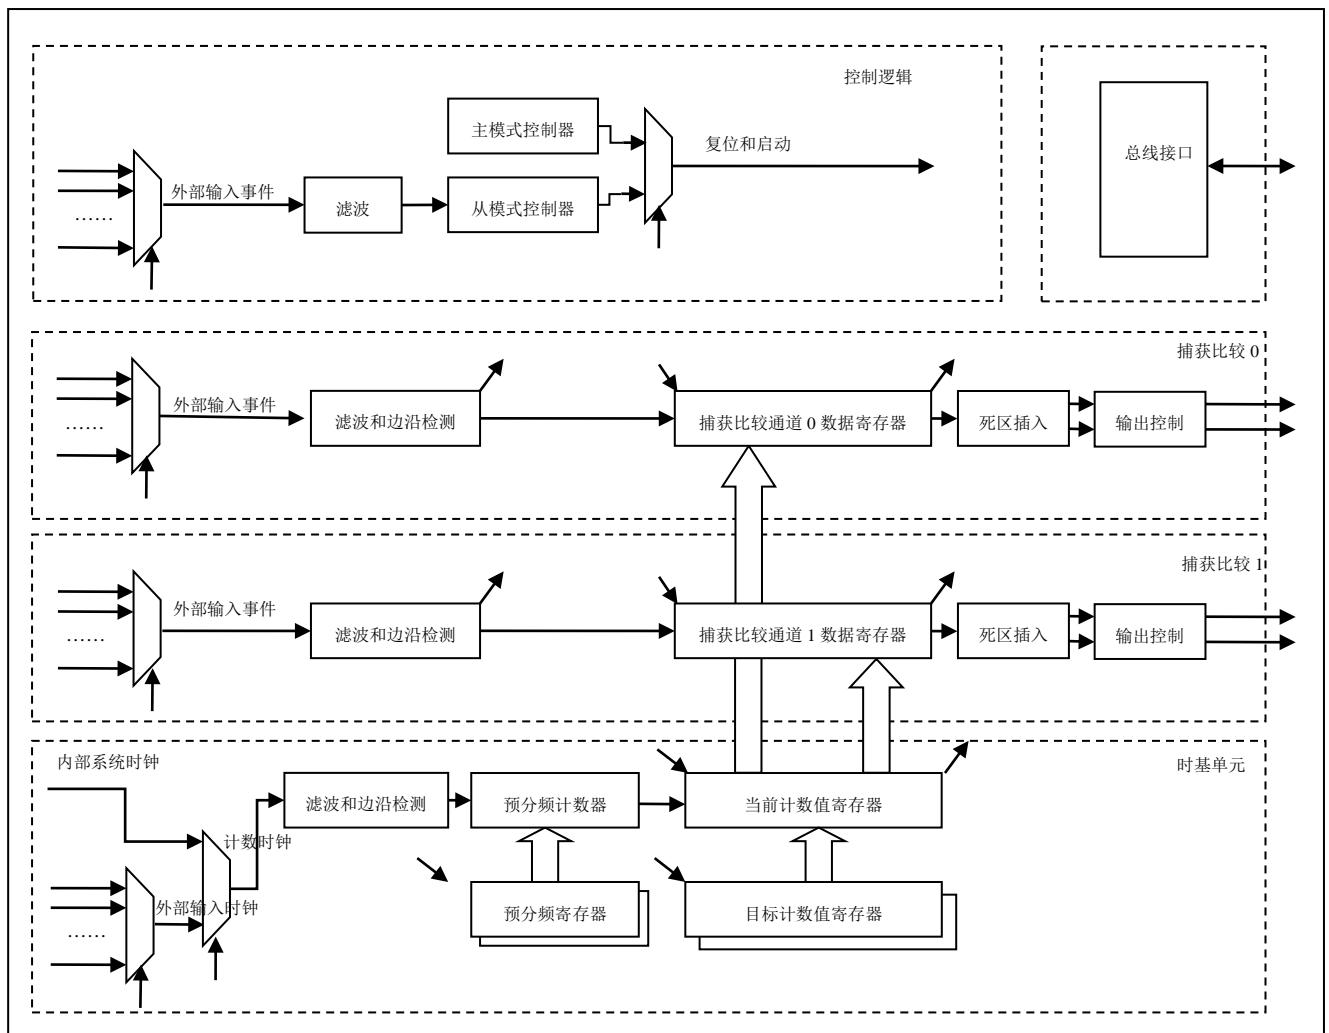 控制逻辑
主模式控制器
复位和启动
总线接口
外部输入事件
滤波
从模式控制器
……
捕获比较 0
外部输入事件
滤波和边沿检测
捕获比较通道 0 数据寄存器
死区插入
输出控制
……
捕获比较 1
外部输入事件
滤波和边沿检测
捕获比较通道 1 数据寄存器
死区插入
输出控制
……
内部系统时钟
时基单元
滤波和边沿检测
预分频计数器
当前计数值寄存器
计数时钟
外部输入时钟
预分频寄存器
目标计数值寄存器
……